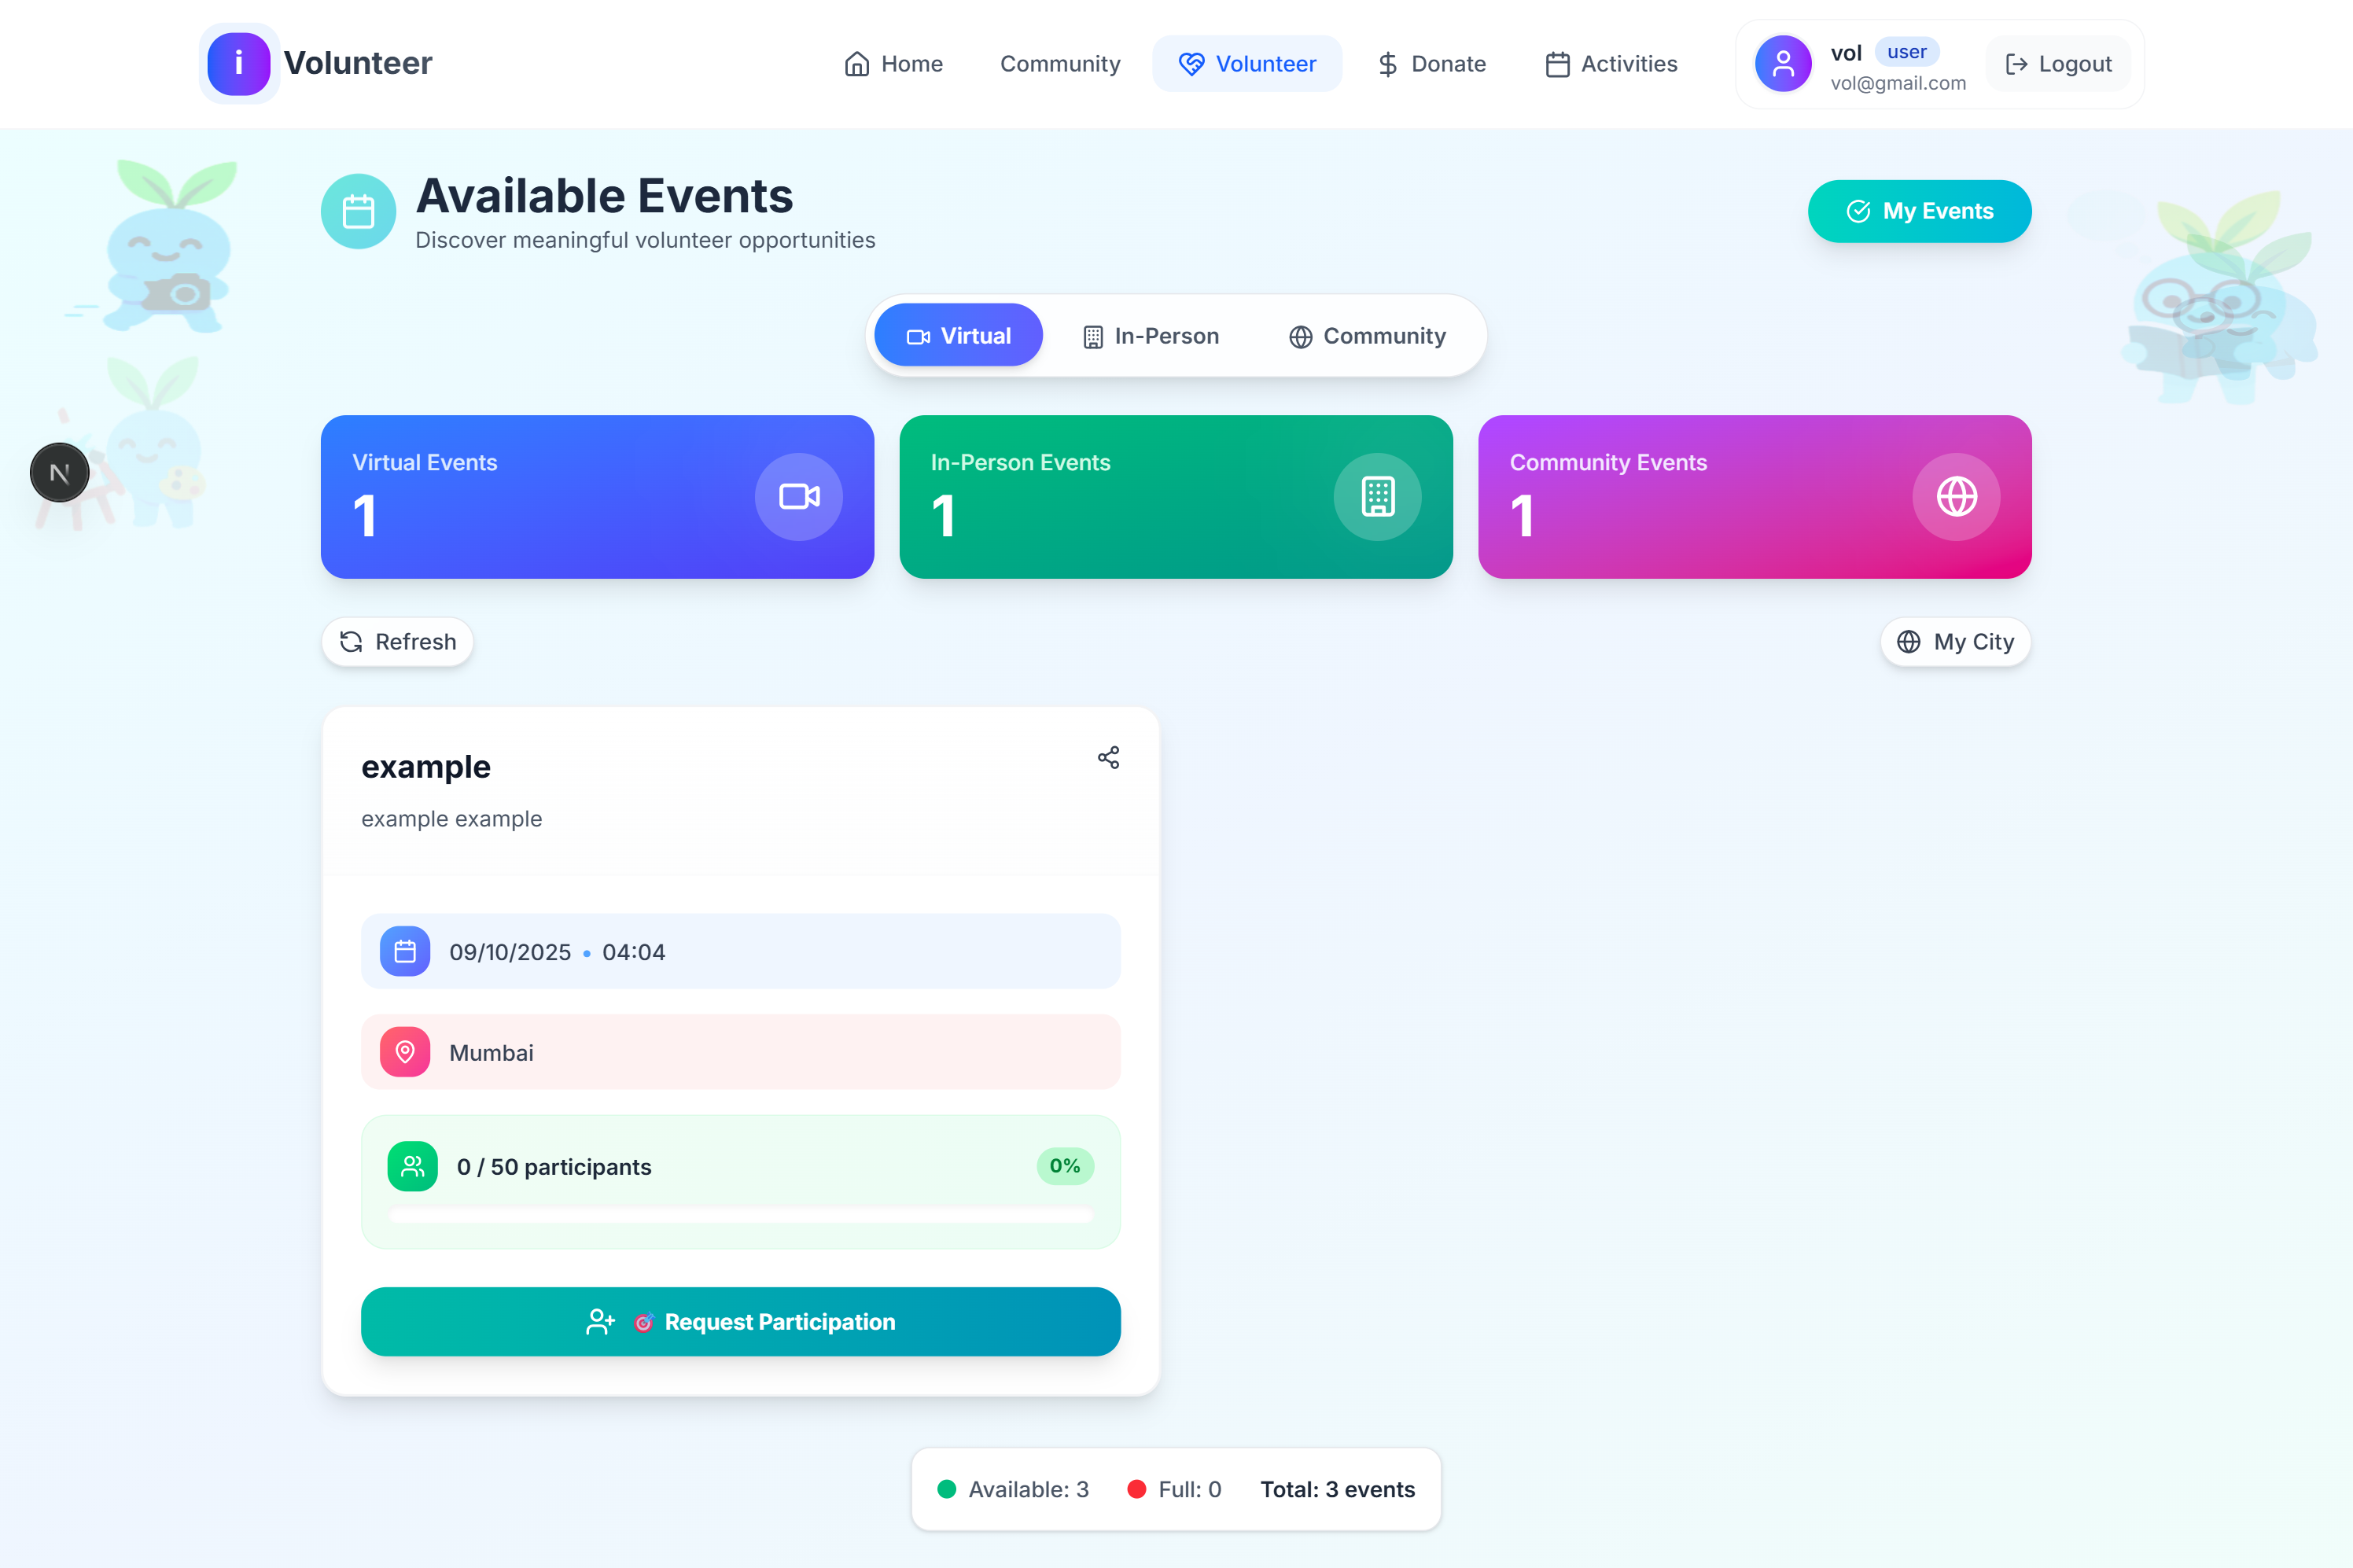 i Volunteer
Home Community Volunteer Donate Activities
vol user
vol@gmail.com
Logout
Available Events
Discover meaningful volunteer opportunities
My Events
Virtual In-Person Community
Virtual Events
1
In-Person Events
1
Community Events
1
N
Refresh
My City
example
example example
09/10/2025 • 04:04
Mumbai
0 / 50 participants 0%
🎯 Request Participation
Available: 3 Full: 0 Total: 3 events